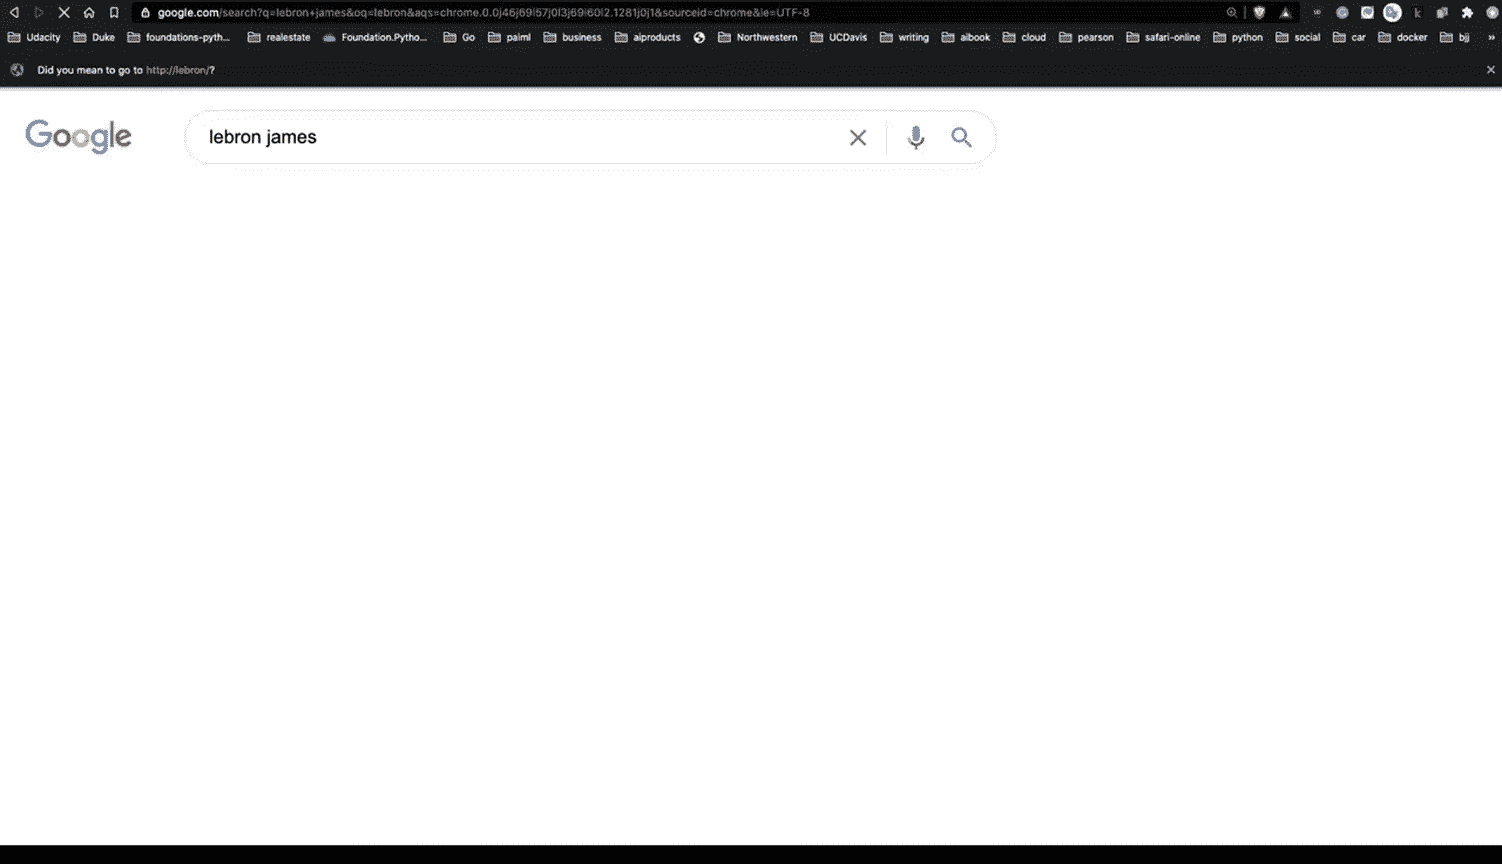 google.com/search?q=lebron+james&oq=lebron&aqs=chrome.0.0j46j69i57j0l3j69i60l2.1281j0j1&sourceid=chrome&ie=UTF-8
Udacity Duke foundations-pyth... realestate Foundation.Pytho... Go paiml business aiproducts Northwestern UCDavis writing aibook cloud pearson safari-online python social car docker bjj »
Did you mean to go to http://lebron/?
Google lebron james